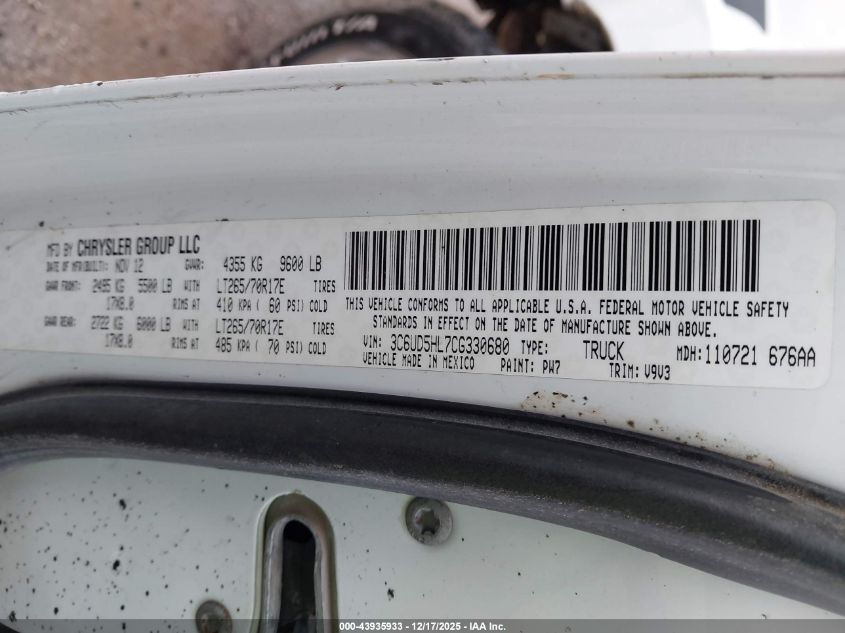 MFD BY CHRYSLER GROUP LLC
DATE OF MFR(BUILT): NOV 12 GVWR: 4355 KG 9600 LB
GAWR FRONT: 2495 KG 5500 LB WITH LT265/70R17E TIRES
17X8.0 RIMS AT 410 KPA ( 60 PSI) COLD
GAWR REAR: 2722 KG 6000 LB WITH LT265/70R17E TIRES
17X8.0 RIMS AT 485 KPA ( 70 PSI) COLD
THIS VEHICLE CONFORMS TO ALL APPLICABLE U.S.A. FEDERAL MOTOR VEHICLE SAFETY
STANDARDS IN EFFECT ON THE DATE OF MANUFACTURE SHOWN ABOVE.
VIN: 3C6UD5HL7CG330680 TYPE: TRUCK MDH:110721 676AA
VEHICLE MADE IN MEXICO PAINT: PW7 TRIM: V9V3
000-43935933 - 12/17/2025 - IAA Inc.